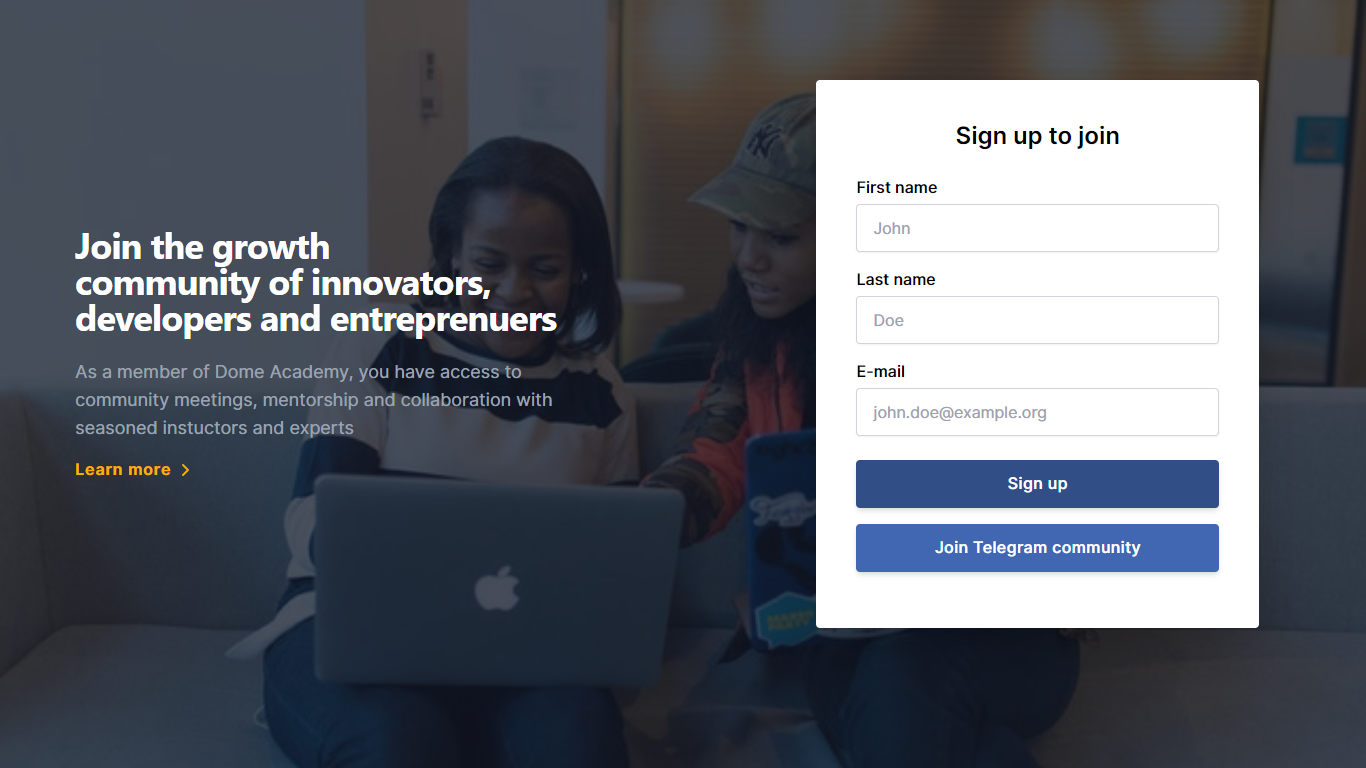 Join the growth
community of innovators,
developers and entreprenuers
As a member of Dome Academy, you have access to
community meetings, mentorship and collaboration with
seasoned instuctors and experts
Learn more
Sign up to join
First name
John
Last name
Doe
E-mail
john.doe@example.org
Sign up
Join Telegram community